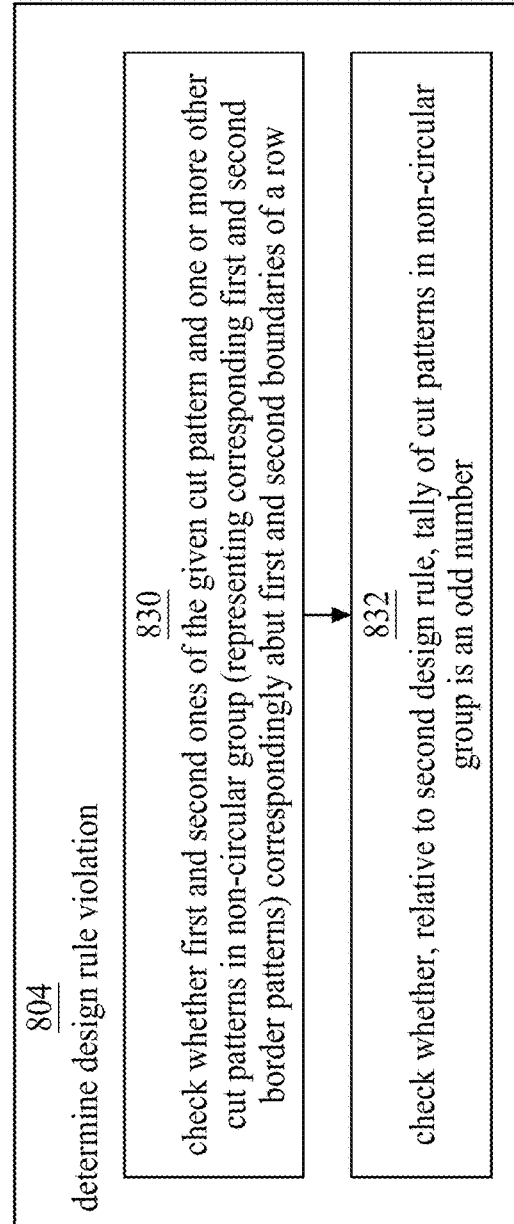 804
determine design rule violation
830
check whether first and second ones of the given cut pattern and one or more other
cut patterns in non-circular group (representing corresponding first and second
border patterns) correspondingly abut first and second boundaries of a row
832
check whether, relative to second design rule, tally of cut patterns in non-circular
group is an odd number